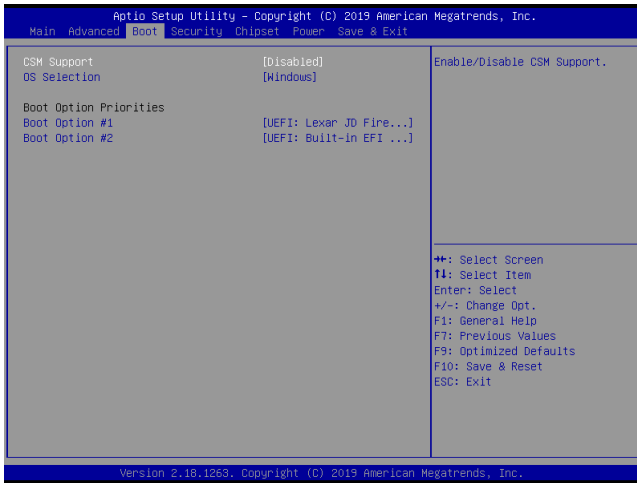 Aptio Setup Utility – Copyright (C) 2019 American Megatrends, Inc.
Main Advanced Boot Security Chipset Power Save & Exit
CSM Support [Disabled]
OS Selection [Windows]
Boot Option Priorities
Boot Option #1 [UEFI: Lexar JD Fire...]
Boot Option #2 [UEFI: Built-in EFI ...]
Enable/Disable CSM Support.
→←: Select Screen
↑↓: Select Item
Enter: Select
+/-: Change Opt.
F1: General Help
F7: Previous Values
F9: Optimized Defaults
F10: Save & Reset
ESC: Exit
Version 2.18.1263. Copyright (C) 2019 American Megatrends, Inc.